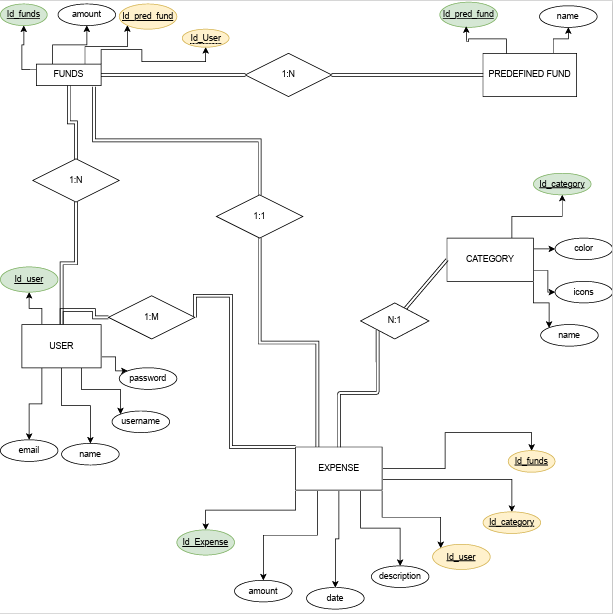 Id_funds
amount
Id_pred_fund
Id_User
Id_pred_fund
name
FUNDS
1:N
PREDEFINED FUND
1:N
1:1
Id_category
color
CATEGORY
icons
name
Id_user
1:M
N:1
USER
password
username
email
name
EXPENSE
Id_funds
Id_category
Id_Expense
Id_user
description
amount
date